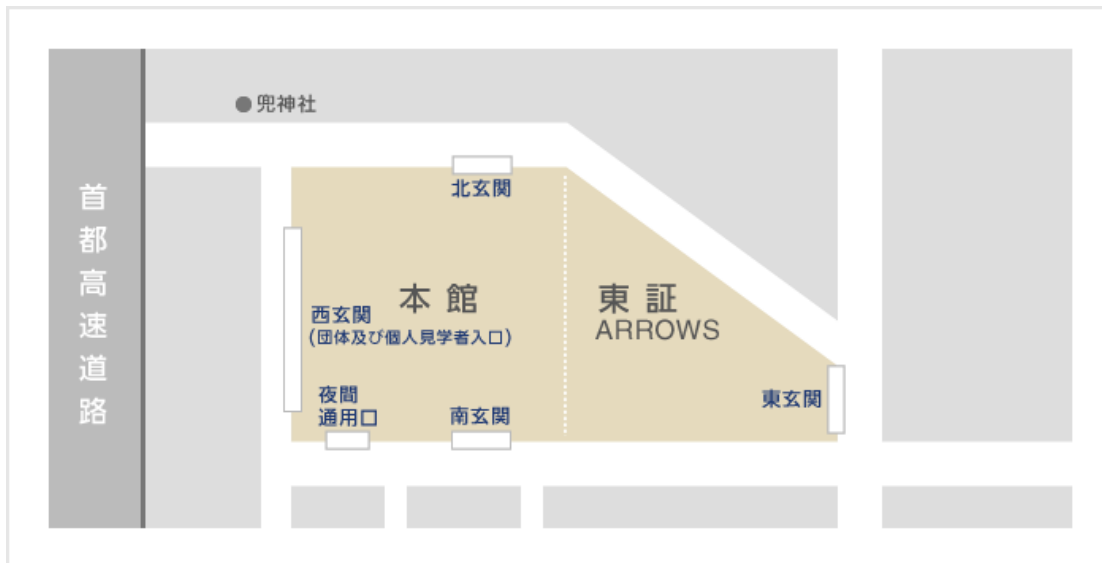 兜神社
首都高速道路
北玄関
本館
東証
ARROWS
西玄関
(団体及び個人見学者入口)
夜間
通用口
南玄関
東玄関